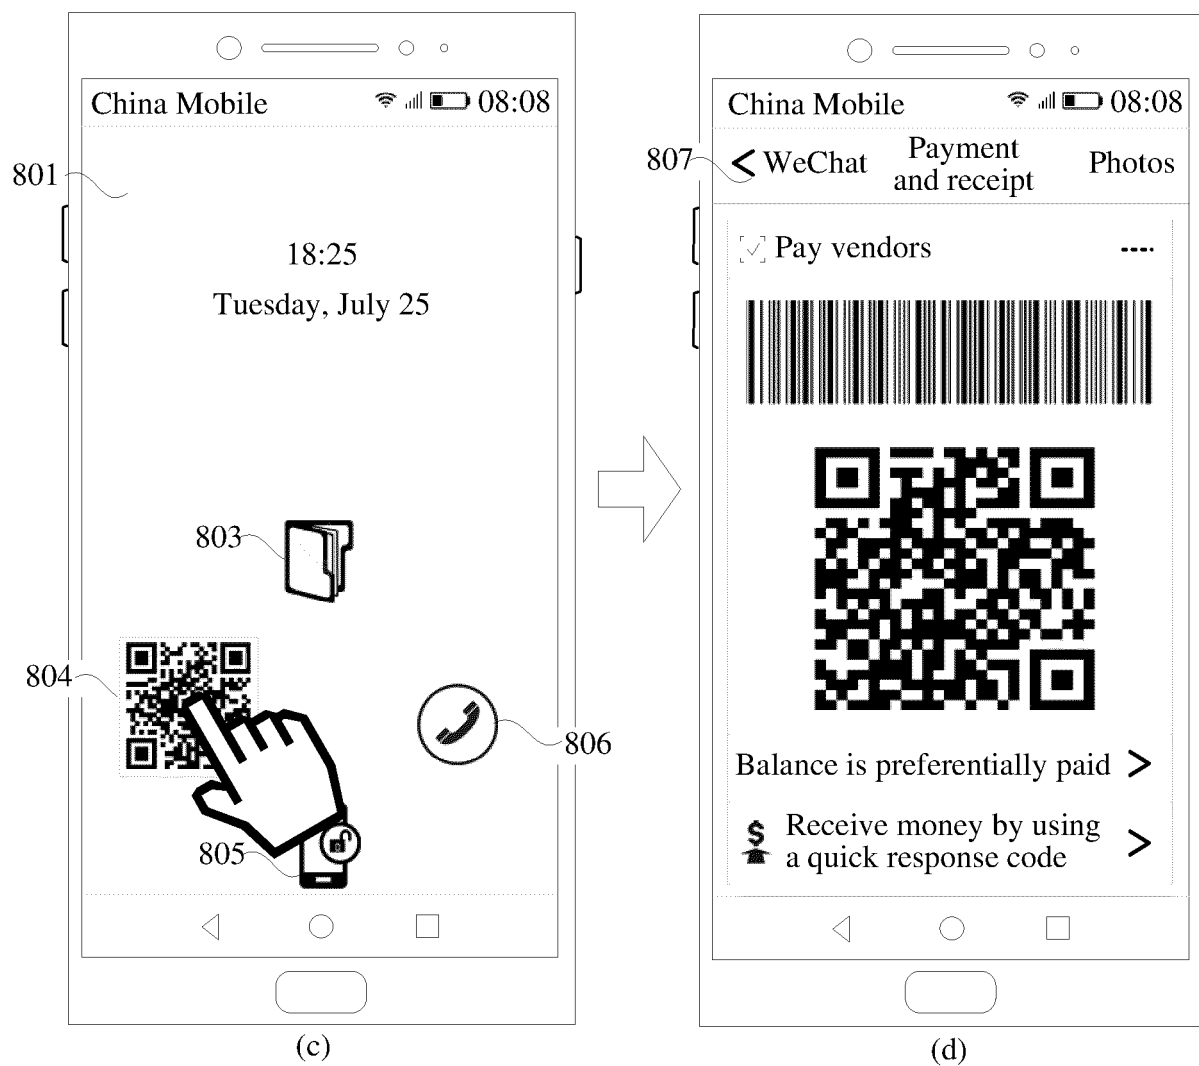 China Mobile 08:08
801
18:25
Tuesday, July 25
803
804
806
805
(c)
China Mobile 08:08
807
WeChat Payment and receipt Photos
Pay vendors
Balance is preferentially paid
$ Receive money by using
a quick response code
(d)